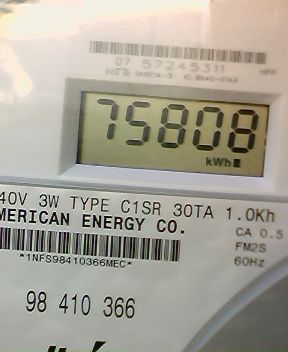 07 57245311
75808
kWh
40V 3W TYPE C1SR 30TA 1.0Kh
MERICAN ENERGY CO.
CA 0.5
FM2S
60Hz
*1NFS98410366MEC*
98 410 366